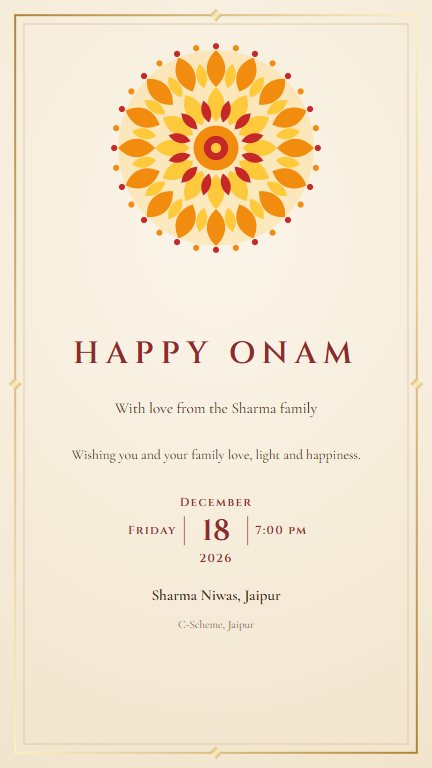 HAPPY ONAM
With love from the Sharma family
Wishing you and your family love, light and happiness.
December
Friday 18 7:00 pm
2026
Sharma Niwas, Jaipur
C-Scheme, Jaipur